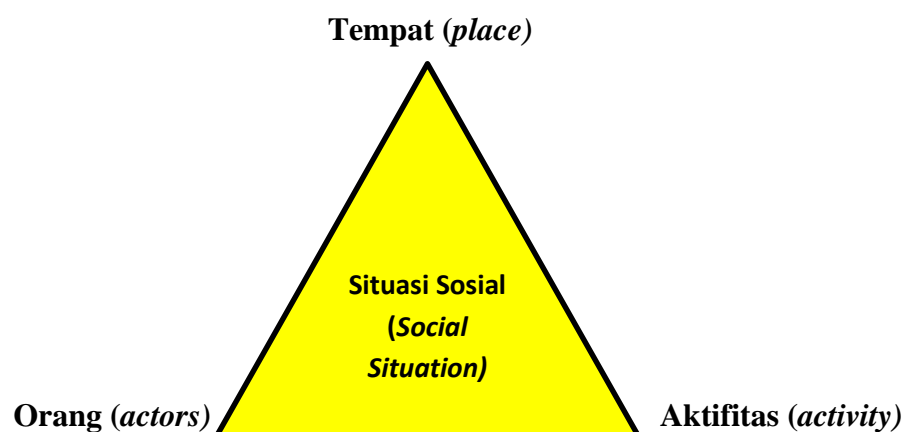 Tempat (place)
Situasi Sosial
(Social
Situation)
Orang (actors)
Aktifitas (activity)